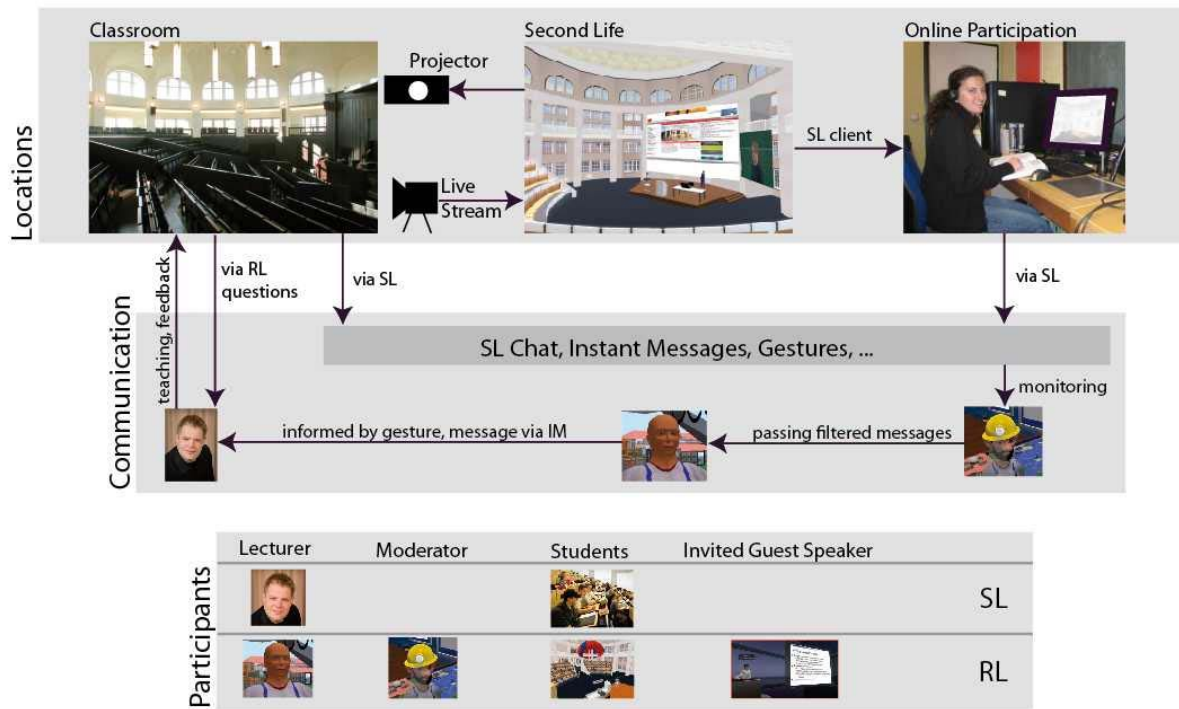 Classroom
Second Life
Online Participation
Projector
SL client
Live
Stream
Locations
teaching, feedback
via RL
questions
via SL
via SL
Communication
SL Chat, Instant Messages, Gestures, ...
monitoring
informed by gesture, message via IM
passing filtered messages
Participants
Lecturer
Moderator
Students
Invited Guest Speaker
SL
RL